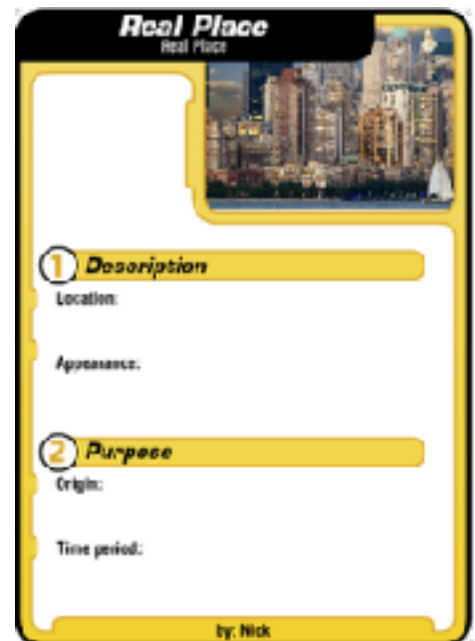 Real Place
Real Place
1 Description
Location:
Appearance:
2 Purpose
Origin:
Time period:
by: Nick